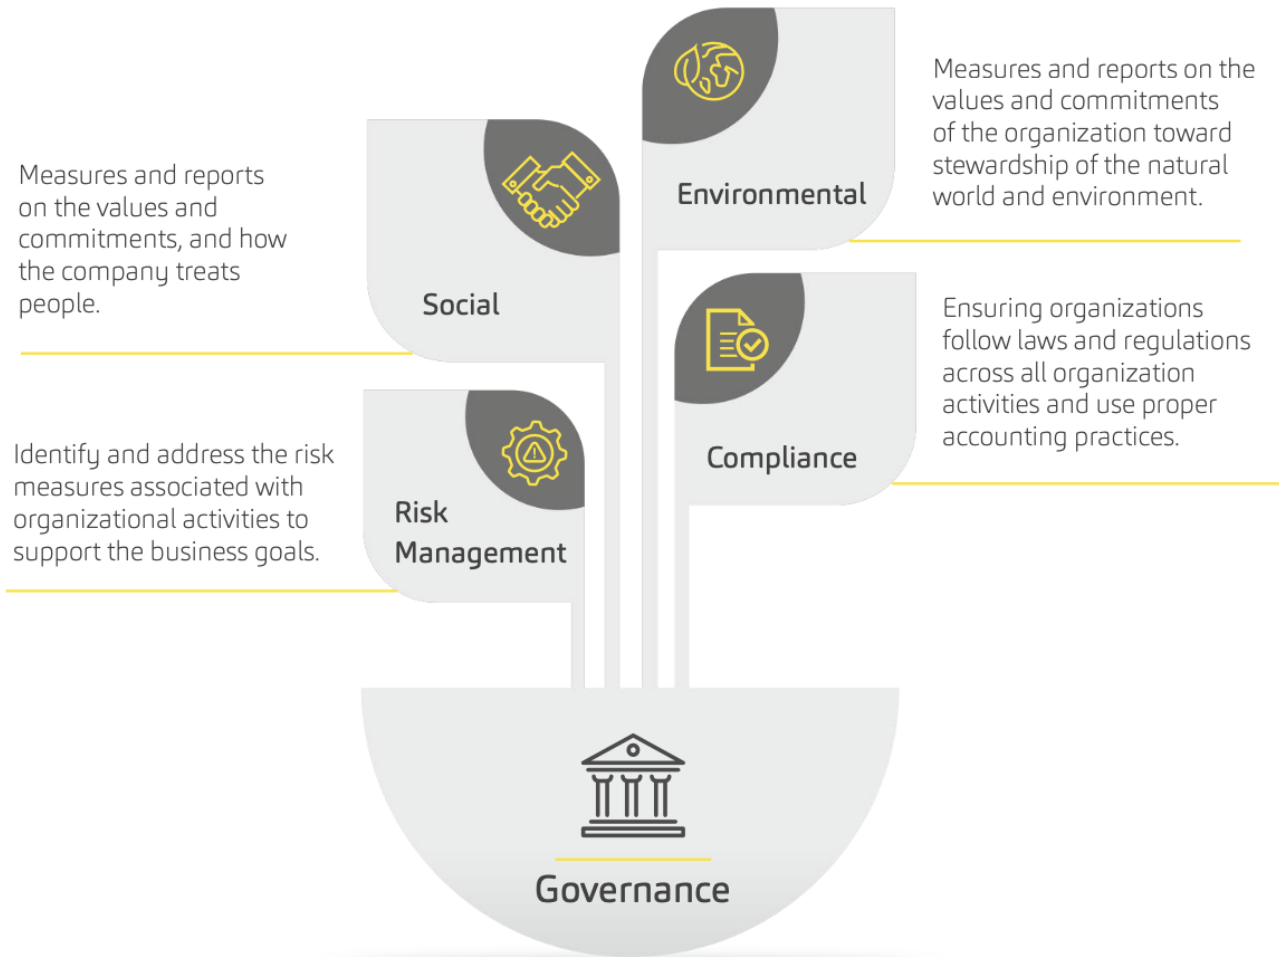 Measures and reports on the
values and commitments
of the organization toward
stewardship of the natural
world and environment.
Environmental
Measures and reports
on the values and
commitments, and how
the company treats
people.
Social
Ensuring organizations
follow laws and regulations
across all organization
activities and use proper
accounting practices.
Compliance
Identify and address the risk
measures associated with
organizational activities to
support the business goals.
Risk
Management
Governance